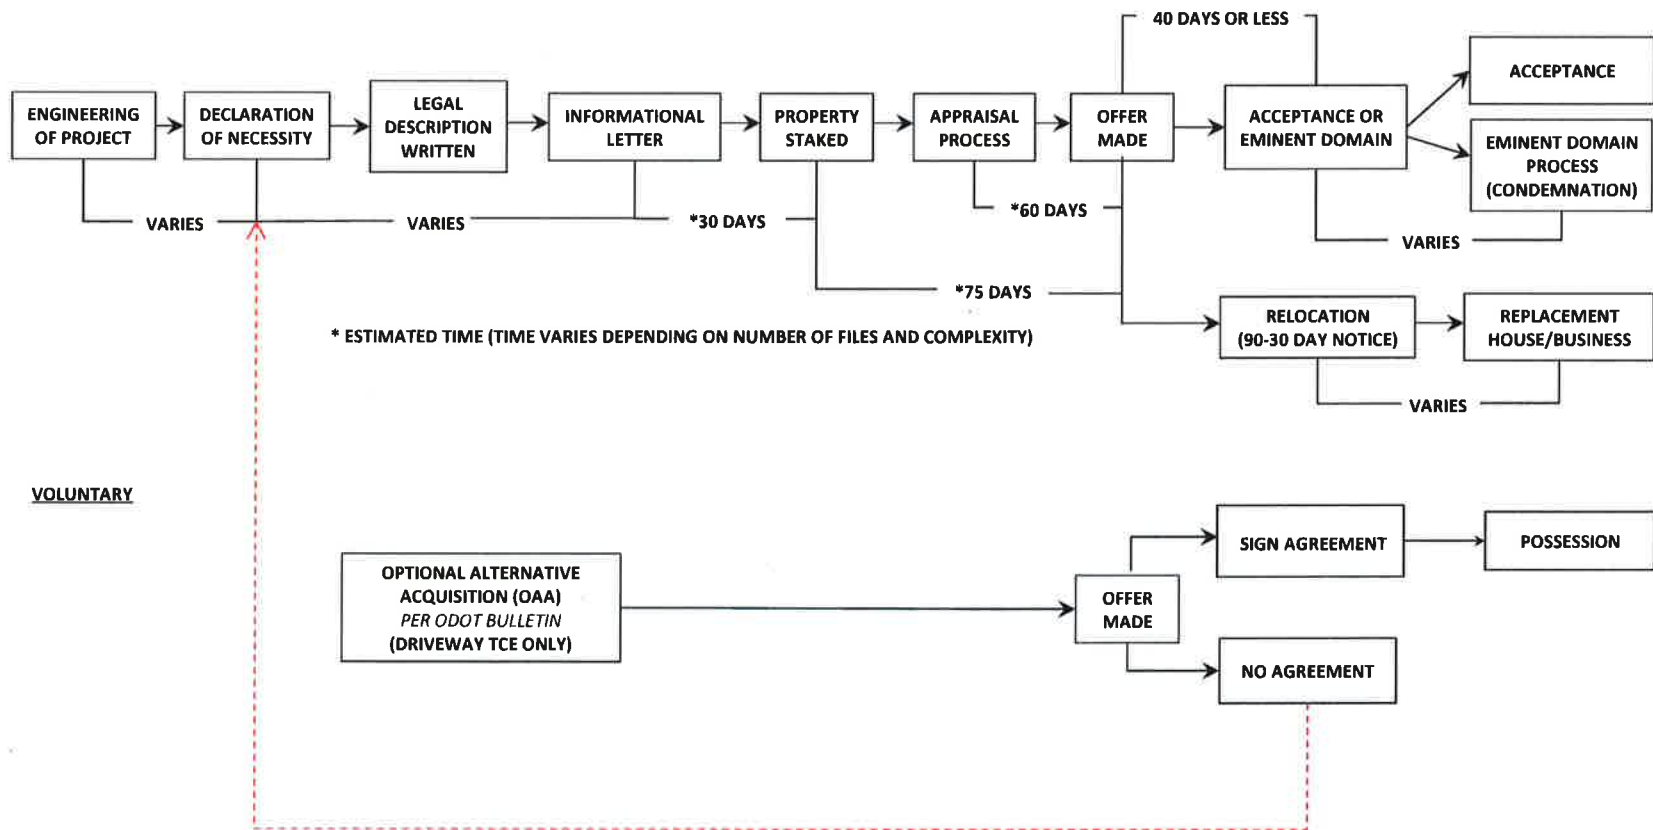 40 DAYS OR LESS
ENGINEERING
OF PROJECT
DECLARATION
OF NECESSITY
LEGAL
DESCRIPTION
WRITTEN
INFORMATIONAL
LETTER
PROPERTY
STAKED
APPRAISAL
PROCESS
OFFER
MADE
ACCEPTANCE OR
EMINENT DOMAIN
ACCEPTANCE
EMINENT DOMAIN
PROCESS
(CONDEMNATION)
VARIES
VARIES
*30 DAYS
*60 DAYS
VARIES
*75 DAYS
* ESTIMATED TIME (TIME VARIES DEPENDING ON NUMBER OF FILES AND COMPLEXITY)
RELOCATION
(90-30 DAY NOTICE)
REPLACEMENT
HOUSE/BUSINESS
VARIES
VOLUNTARY
OPTIONAL ALTERNATIVE
ACQUISITION (OAA)
PER ODOT BULLETIN
(DRIVEWAY TCE ONLY)
OFFER
MADE
SIGN AGREEMENT
POSSESSION
NO AGREEMENT